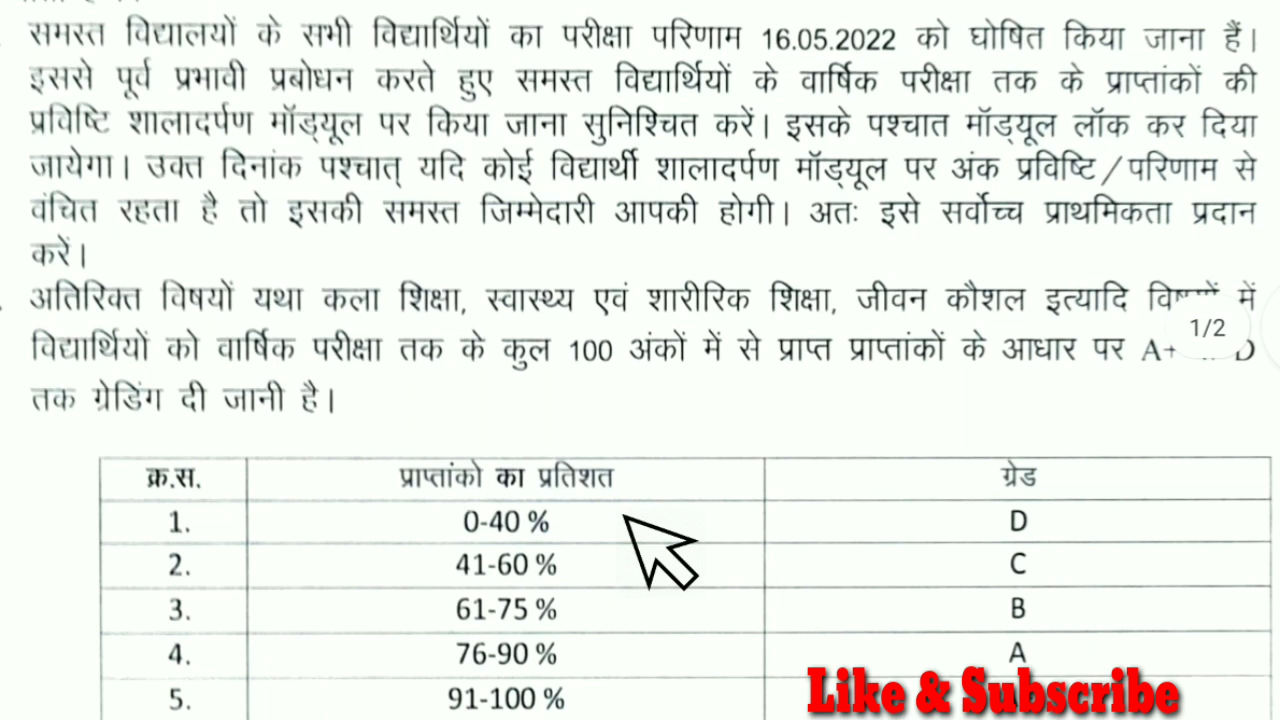 समस्त विद्यालयों के सभी विद्यार्थियों का परीक्षा परिणाम 16.05.2022 को घोषित किया जाना हैं।
इससे पूर्व प्रभावी प्रबोधन करते हुए समस्त विद्यार्थियों के वार्षिक परीक्षा तक के प्राप्तांकों की
प्रविष्टि शालादर्पण मॉड्यूल पर किया जाना सुनिश्चित करें। इसके पश्चात मॉड्यूल लॉक कर दिया
जायेगा। उक्त दिनांक पश्चात् यदि कोई विद्यार्थी शालादर्पण मॉड्यूल पर अंक प्रविष्टि/परिणाम से
वंचित रहता है तो इसकी समस्त जिम्मेदारी आपकी होगी। अतः इसे सर्वोच्च प्राथमिकता प्रदान
करें।
अतिरिक्त विषयों यथा कला शिक्षा, स्वास्थ्य एवं शारीरिक शिक्षा, जीवन कौशल इत्यादि में
1/2
विद्यार्थियों को वार्षिक परीक्षा तक के कुल 100 अंकों में से प्राप्त प्राप्तांकों के आधार पर A+ D
तक ग्रेडिंग दी जानी है।
क्र.स. प्राप्तांको का प्रतिशत ग्रेड
1. 0-40 % D
2. 41-60 % C
3. 61-75 % B
4. 76-90 % A
5. 91-100 %
Like & Subscribe